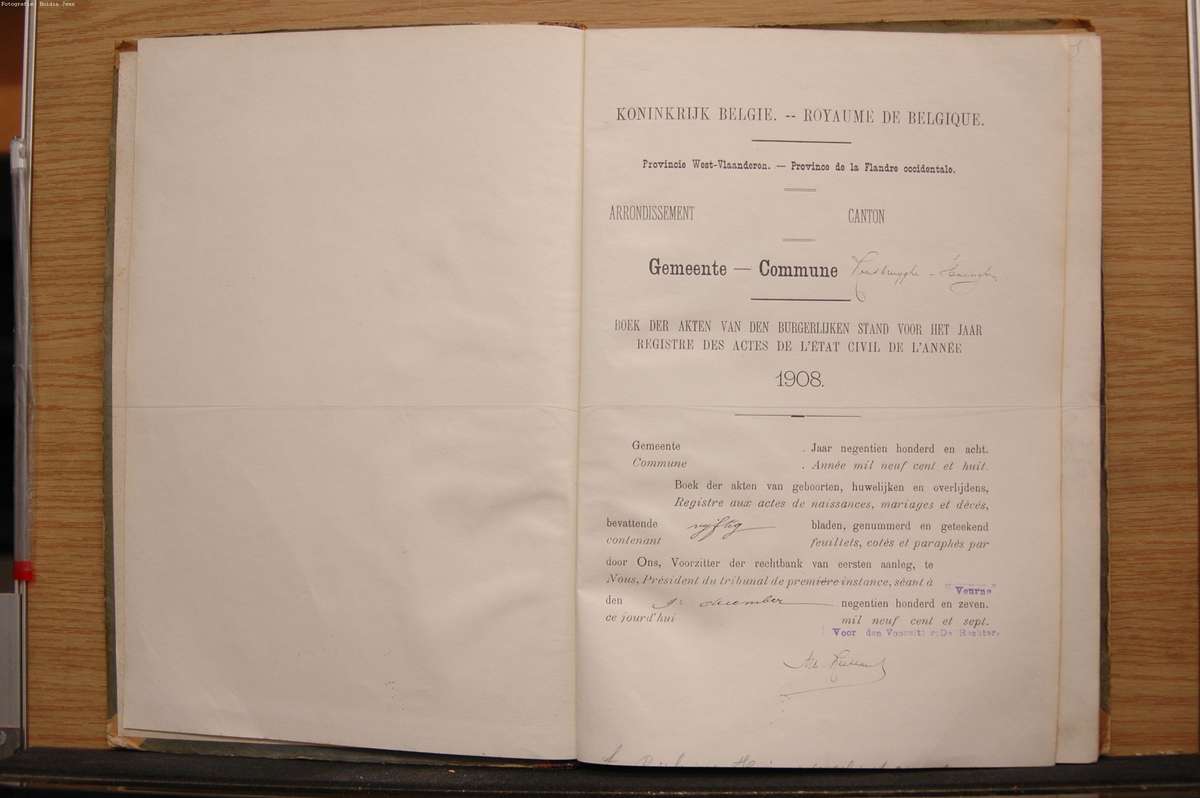 Fotografie: Buidin Jean
KONINKRIJK BELGIE. -- ROYAUME DE BELGIQUE.
Provincie West-Vlaanderen. — Province de la Flandre occidentale.
ARRONDISSEMENT CANTON
Gemeente — Commune
BOEK DER AKTEN VAN DEN BURGERLIJKEN STAND VOOR HET JAAR
REGISTRE DES ACTES DE L'ÉTAT CIVIL DE L'ANNÉE
1908.
Gemeente . Jaar negentien honderd en acht.
Commune . Année mil neuf cent et huit.
Boek der akten van geboorten, huwelijken en overlijdens,
Registre aux actes de naissances, mariages et décès,
bevattende vijftig bladen, genummerd en geteekend
contenant feuillets, cotés et paraphés par
door Ons, Voorzitter der rechtbank van eersten aanleg, te
Nous, Président du tribunal de première instance, séant à
"Veurne"
den december negentien honderd en zeven.
ce jourd'hui mil neuf cent et sept.
Voor den Voorzitter De Rechter.